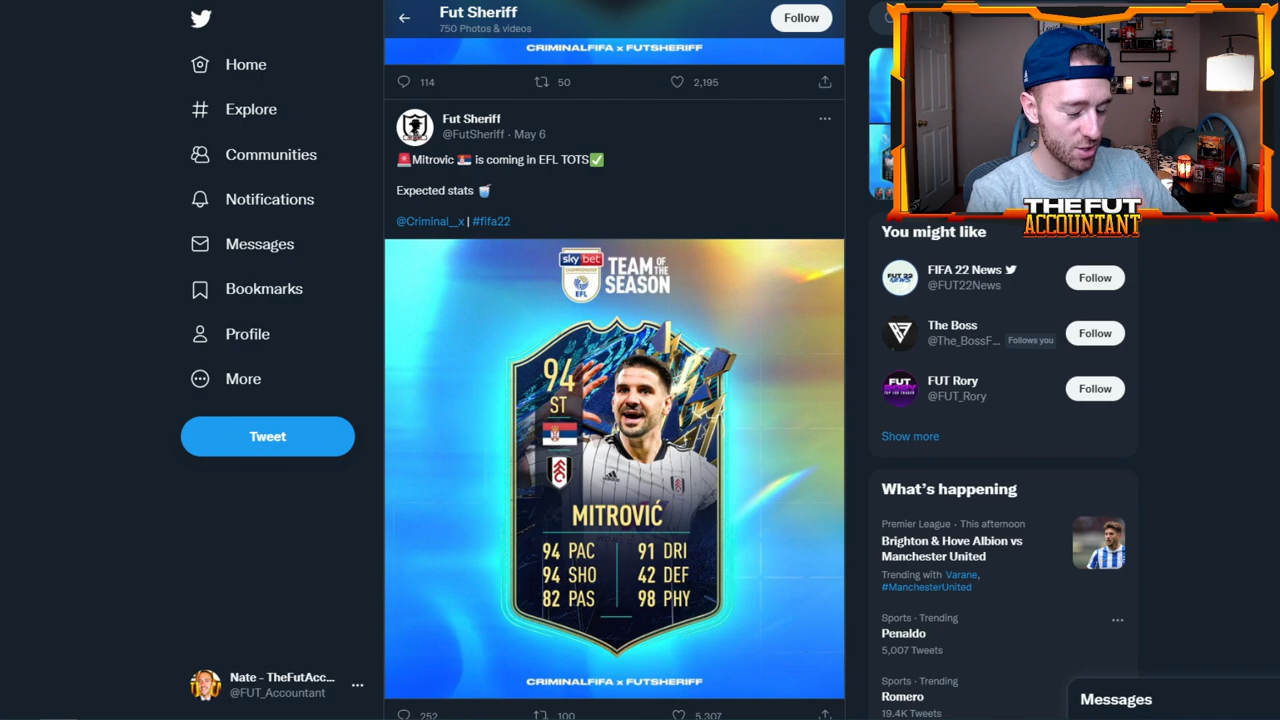 Fut Sheriff
750 Photos & videos
Follow
CRIMINALFIFA x FUTSHERIFF
114
50
2,195
Home
Explore
Communities
Notifications
Messages
Bookmarks
Profile
More
Tweet
Nate - TheFutAcc...
@FUT_Accountant
Fut Sheriff
@FutSheriff · May 6
🚨Mitrovic 🇷🇸 is coming in EFL TOTS✅
Expected stats 🥤
@Criminal__x | #fifa22
sky bet
CHAMPIONSHIP
EFL
TEAM OF THE
SEASON
94
ST
MITROVIĆ
94 PAC 91 DRI
94 SHO 42 DEF
82 PAS 98 PHY
CRIMINALFIFA x FUTSHERIFF
252
100
5,307
THE FUT
ACCOUNTANT
You might like
FIFA 22 News
@FUT22News
Follow
The Boss
@The_BossF... Follows you
Follow
FUT Rory
@FUT_Rory
Follow
Show more
What's happening
Premier League · This afternoon
Brighton & Hove Albion vs
Manchester United
Trending with Varane,
#ManchesterUnited
Sports · Trending
Penaldo
5,007 Tweets
Sports · Trending
Romero
19.4K Tweets
Messages